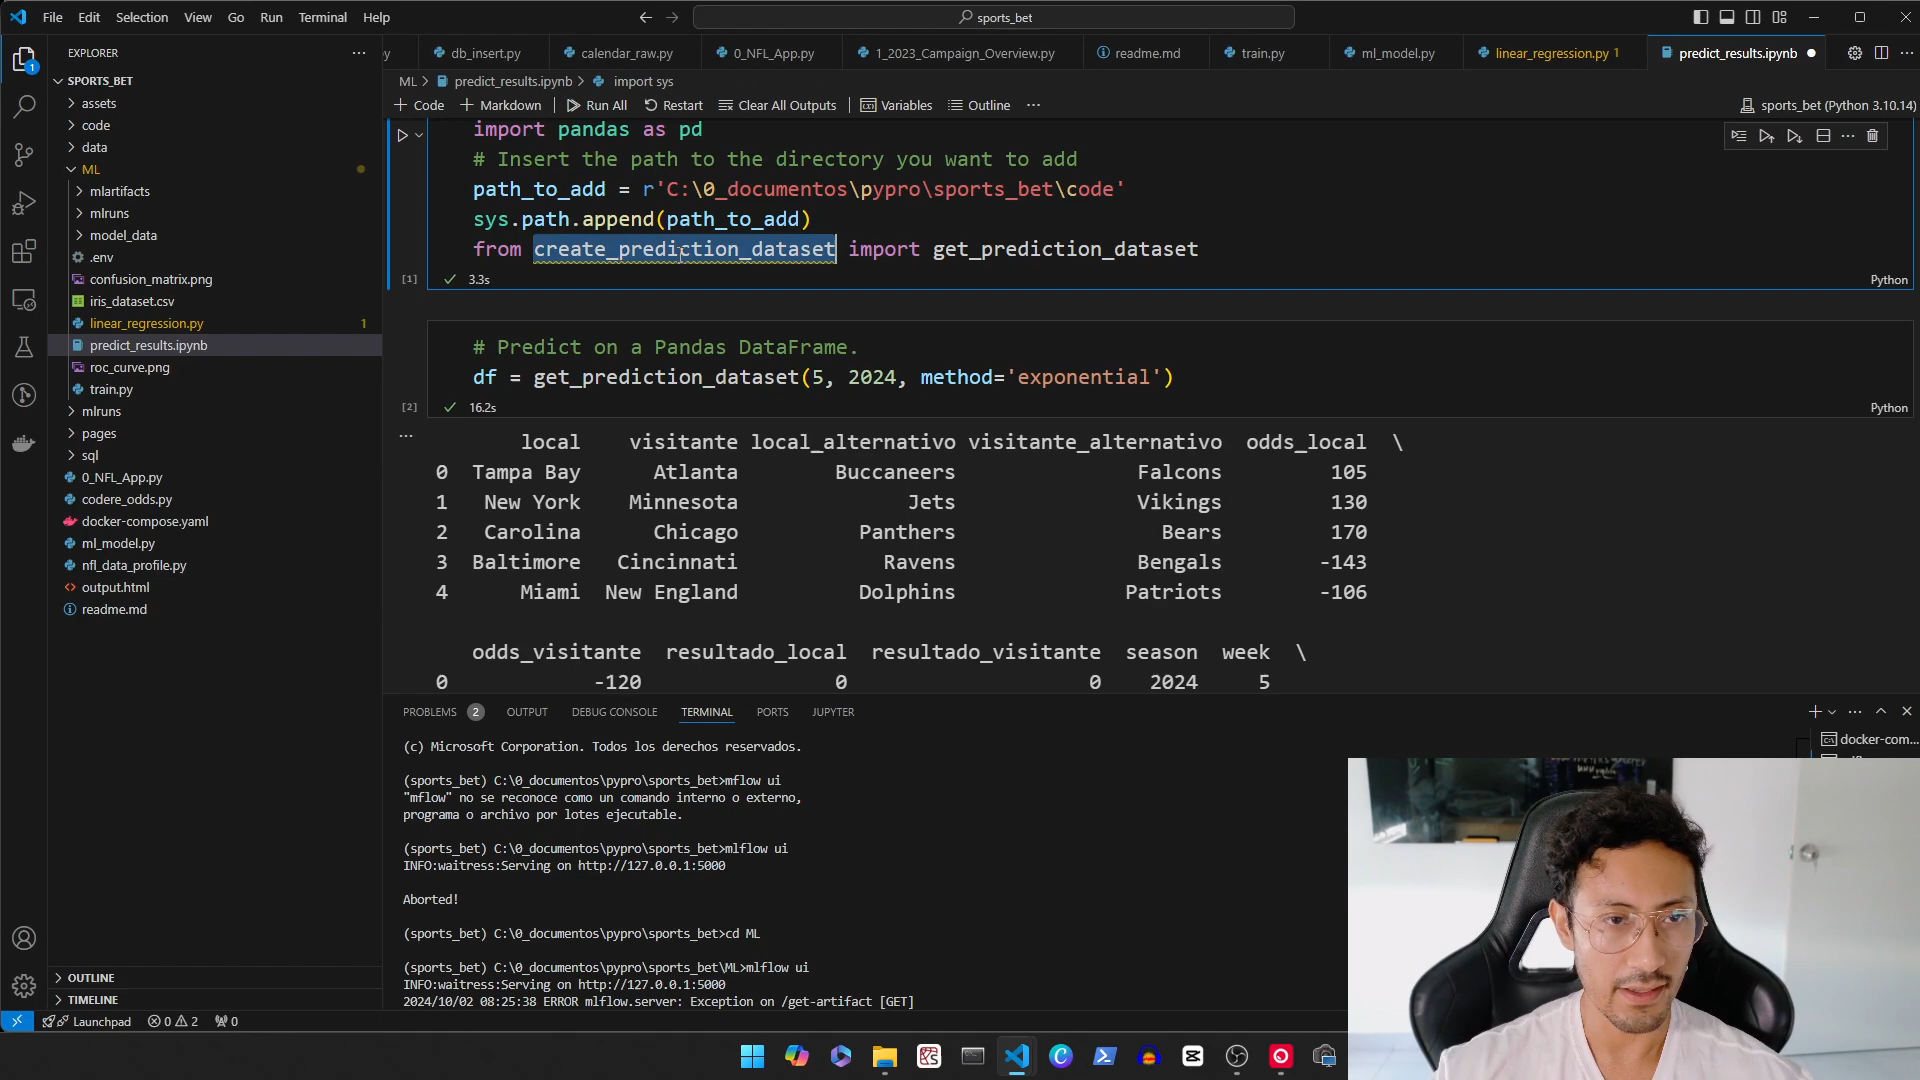 File Edit Selection View Go Run Terminal Help
sports_bet
EXPLORER
SPORTS_BET
assets
code
data
ML
mlartifacts
mlruns
model_data
.env
confusion_matrix.png
iris_dataset.csv
linear_regression.py 1
predict_results.ipynb
roc_curve.png
train.py
mlruns
pages
sql
0_NFL_App.py
codere_odds.py
docker-compose.yaml
ml_model.py
nfl_data_profile.py
output.html
readme.md
OUTLINE
TIMELINE
y db_insert.py calendar_raw.py 0_NFL_App.py 1_2023_Campaign_Overview.py readme.md train.py ml_model.py linear_regression.py 1 predict_results.ipynb
ML > predict_results.ipynb > import sys
Code Markdown Run All Restart Clear All Outputs Variables Outline sports_bet (Python 3.10.14)
import pandas as pd
# Insert the path to the directory you want to add
path_to_add = r'C:\0_documentos\pypro\sports_bet\code'
sys.path.append(path_to_add)
from create_prediction_dataset import get_prediction_dataset
[1] 3.3s Python
# Predict on a Pandas DataFrame.
df = get_prediction_dataset(5, 2024, method='exponential')
[2] 16.2s Python
local visitante local_alternativo visitante_alternativo odds_local \
0 Tampa Bay Atlanta Buccaneers Falcons 105
1 New York Minnesota Jets Vikings 130
2 Carolina Chicago Panthers Bears 170
3 Baltimore Cincinnati Ravens Bengals -143
4 Miami New England Dolphins Patriots -106
odds_visitante resultado_local resultado_visitante season week \
0 -120 0 0 2024 5
PROBLEMS 2 OUTPUT DEBUG CONSOLE TERMINAL PORTS JUPYTER
docker-com...
(c) Microsoft Corporation. Todos los derechos reservados.
(sports_bet) C:\0_documentos\pypro\sports_bet>mflow ui
"mflow" no se reconoce como un comando interno o externo,
programa o archivo por lotes ejecutable.
(sports_bet) C:\0_documentos\pypro\sports_bet>mlflow ui
INFO:waitress:Serving on http://127.0.0.1:5000
Aborted!
(sports_bet) C:\0_documentos\pypro\sports_bet>cd ML
(sports_bet) C:\0_documentos\pypro\sports_bet\ML>mlflow ui
INFO:waitress:Serving on http://127.0.0.1:5000
2024/10/02 08:25:38 ERROR mlflow.server: Exception on /get-artifact [GET]
Launchpad 0 2 0